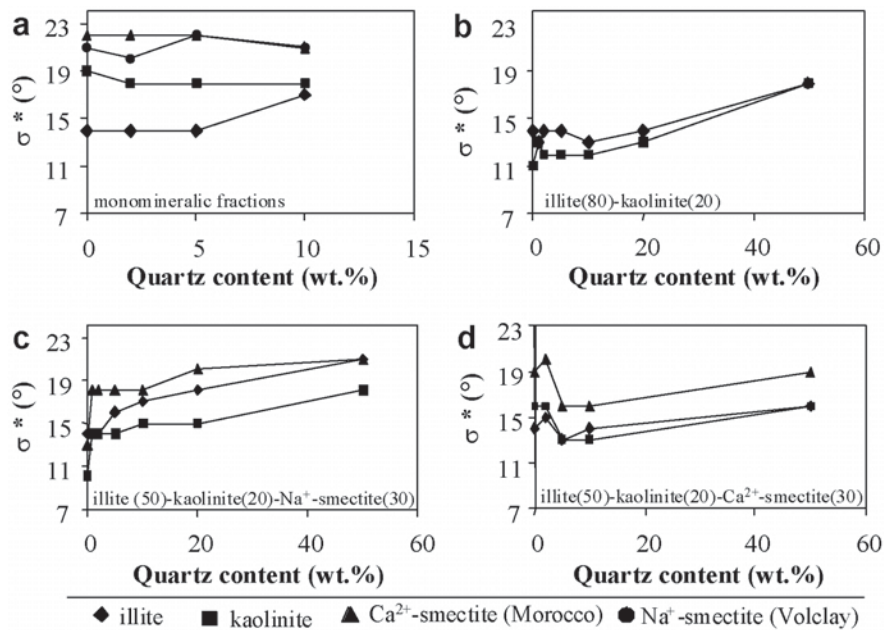 a
23
19
15
11
7
σ * (°)
monomineralic fractions
0 5 10 15
Quartz content (wt.%)
b
23
19
15
11
7
σ * (°)
illite(80)-kaolinite(20)
0 20 40 60
Quartz content (wt.%)
c
23
19
15
11
7
σ * (°)
illite (50)-kaolinite(20)-Na⁺-smectite(30)
0 20 40 60
Quartz content (wt.%)
d
23
19
15
11
7
σ * (°)
illite(50)-kaolinite(20)-Ca²⁺-smectite(30)
0 20 40 60
Quartz content (wt.%)
illite kaolinite Ca²⁺-smectite (Morocco) Na⁺-smectite (Volclay)